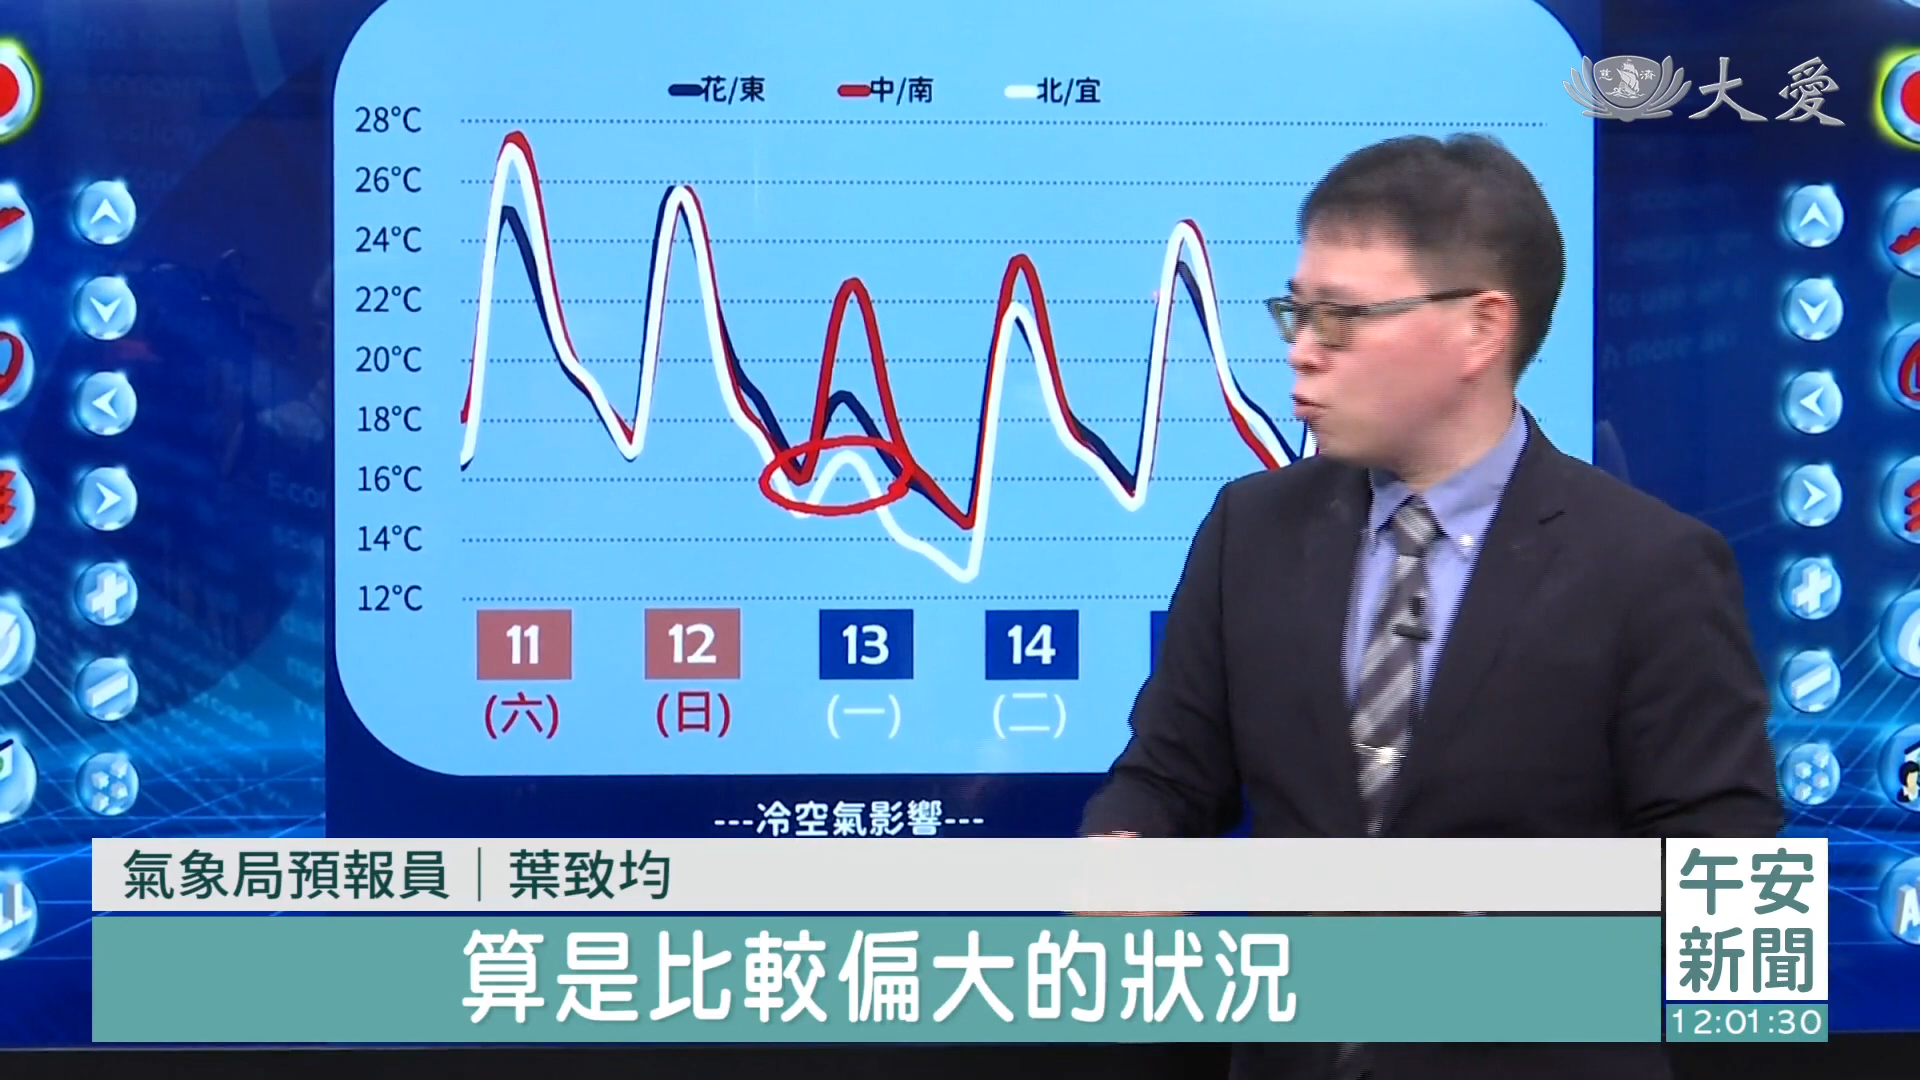 慈濟
大愛
花/東 中/南 北/宜
28°C
26°C
24°C
22°C
20°C
18°C
16°C
14°C
12°C
11 12 13 14
(六) (日) (一) (二)
---冷空氣影響---
氣象局預報員｜葉致均
算是比較偏大的狀況
午安
新聞
12:01:30